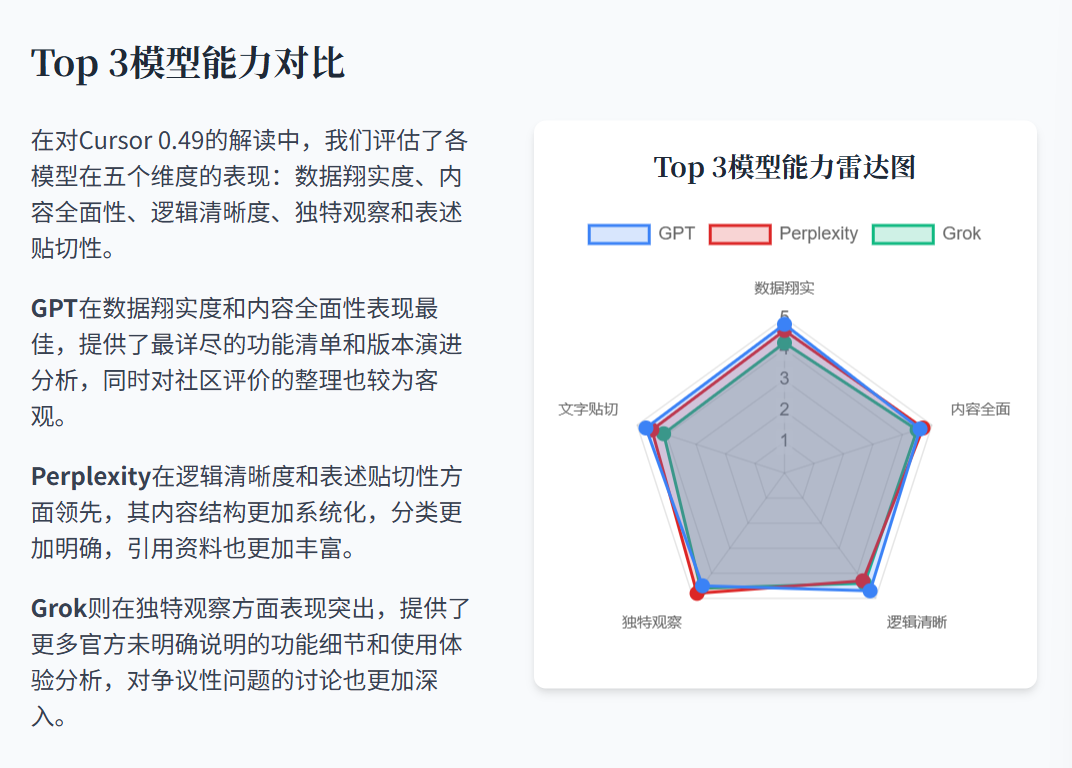 Top 3模型能力对比
在对Cursor 0.49的解读中，我们评估了各
模型在五个维度的表现：数据翔实度、内
容全面性、逻辑清晰度、独特观察和表述
贴切性。
GPT在数据翔实度和内容全面性表现最
佳，提供了最详尽的功能清单和版本演进
分析，同时对社区评价的整理也较为客
观。
Perplexity在逻辑清晰度和表述贴切性方
面领先，其内容结构更加系统化，分类更
加明确，引用资料也更加丰富。
Grok则在独特观察方面表现突出，提供了
更多官方未明确说明的功能细节和使用体
验分析，对争议性问题的讨论也更加深
入。
Top 3模型能力雷达图
GPT Perplexity Grok
数据翔实
5
3
2
1
文字贴切
内容全面
独特观察
逻辑清晰